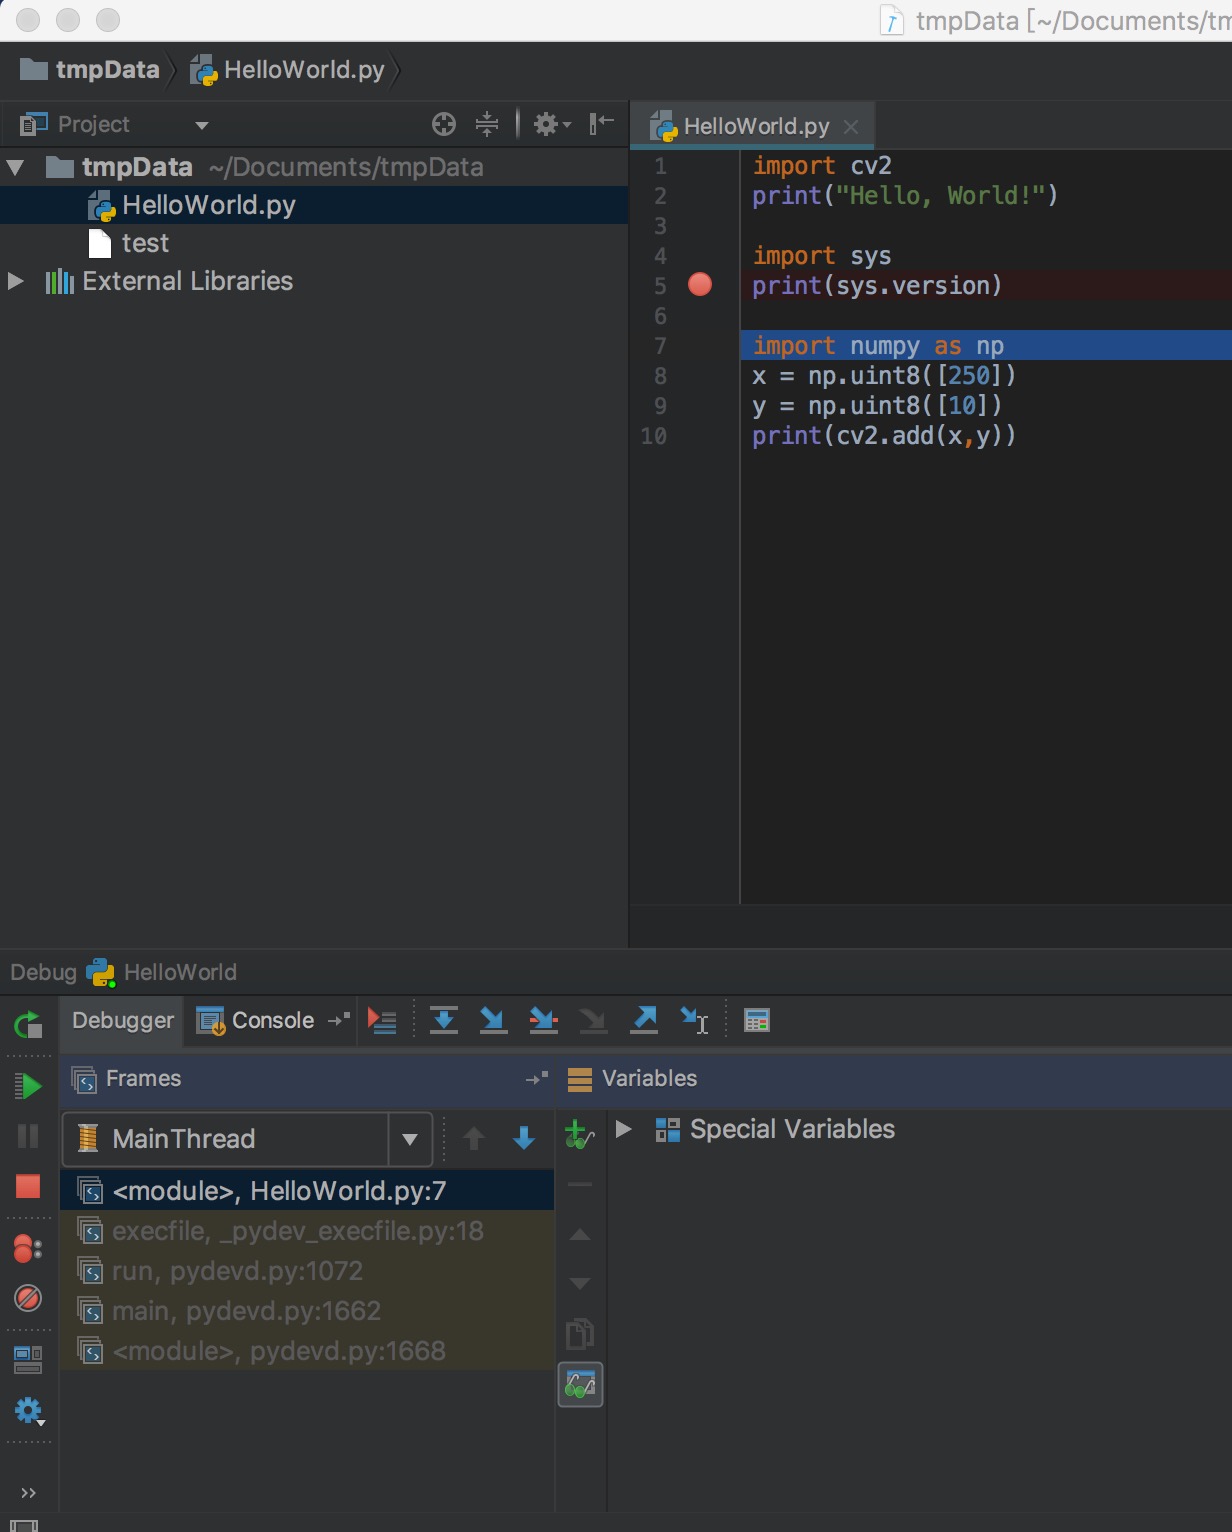 tmpData [~/Documents/tm
tmpData
HelloWorld.py
Project
HelloWorld.py
tmpData ~/Documents/tmpData
HelloWorld.py
test
External Libraries
1 import cv2
2 print("Hello, World!")
3
4 import sys
5 print(sys.version)
6
7 import numpy as np
8 x = np.uint8([250])
9 y = np.uint8([10])
10 print(cv2.add(x,y))
Debug HelloWorld
Debugger
Console
Frames
Variables
MainThread
Special Variables
<module>, HelloWorld.py:7
execfile, _pydev_execfile.py:18
run, pydevd.py:1072
main, pydevd.py:1662
<module>, pydevd.py:1668